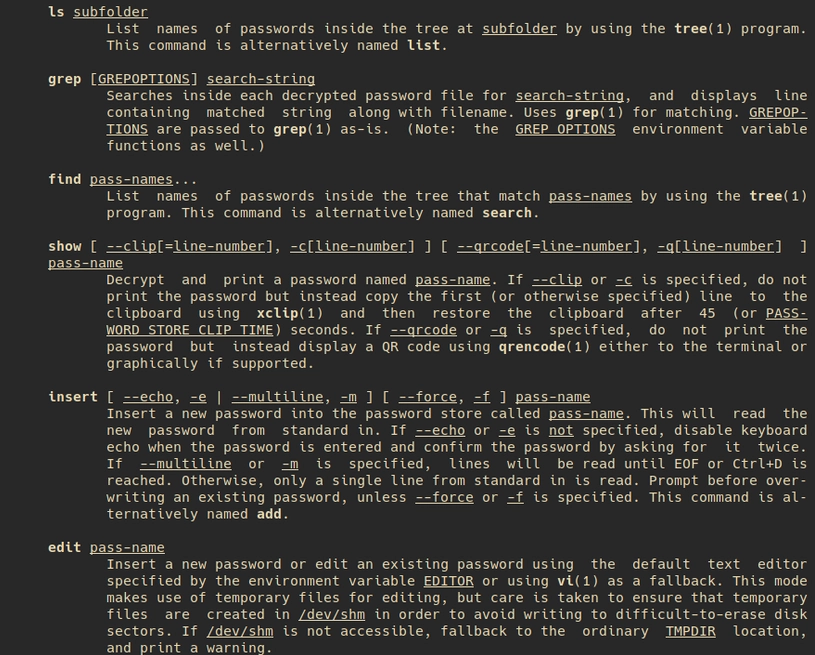 ls subfolder
List names of passwords inside the tree at subfolder by using the tree(1) program.
This command is alternatively named list.
grep [GREPOPTIONS] search-string
Searches inside each decrypted password file for search-string, and displays line
containing matched string along with filename. Uses grep(1) for matching. GREPOP-
TIONS are passed to grep(1) as-is. (Note: the GREP_OPTIONS environment variable
functions as well.)
find pass-names...
List names of passwords inside the tree that match pass-names by using the tree(1)
program. This command is alternatively named search.
show [ --clip[=line-number], -c[line-number] ] [ --qrcode[=line-number], -q[line-number] ]
pass-name
Decrypt and print a password named pass-name. If --clip or -c is specified, do not
print the password but instead copy the first (or otherwise specified) line to the
clipboard using xclip(1) and then restore the clipboard after 45 (or PASS-
WORD_STORE_CLIP_TIME) seconds. If --qrcode or -q is specified, do not print the
password but instead display a QR code using qrencode(1) either to the terminal or
graphically if supported.
insert [ --echo, -e | --multiline, -m ] [ --force, -f ] pass-name
Insert a new password into the password store called pass-name. This will read the
new password from standard in. If --echo or -e is not specified, disable keyboard
echo when the password is entered and confirm the password by asking for it twice.
If --multiline or -m is specified, lines will be read until EOF or Ctrl+D is
reached. Otherwise, only a single line from standard in is read. Prompt before over-
writing an existing password, unless --force or -f is specified. This command is al-
ternatively named add.
edit pass-name
Insert a new password or edit an existing password using the default text editor
specified by the environment variable EDITOR or using vi(1) as a fallback. This mode
makes use of temporary files for editing, but care is taken to ensure that temporary
files are created in /dev/shm in order to avoid writing to difficult-to-erase disk
sectors. If /dev/shm is not accessible, fallback to the ordinary TMPDIR location,
and print a warning.